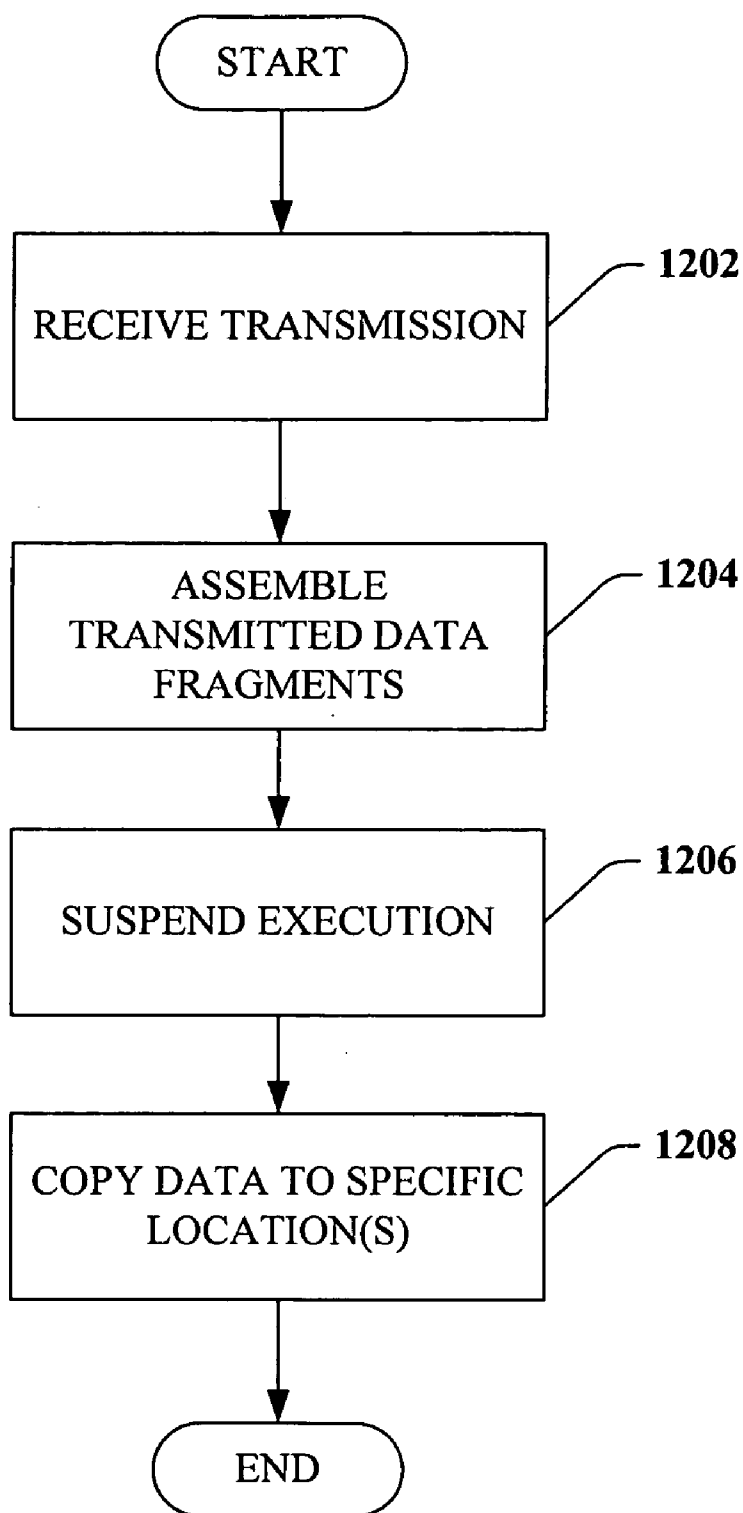 START
1202
RECEIVE TRANSMISSION
1204
ASSEMBLE
TRANSMITTED DATA
FRAGMENTS
1206
SUSPEND EXECUTION
1208
COPY DATA TO SPECIFIC
LOCATION(S)
END